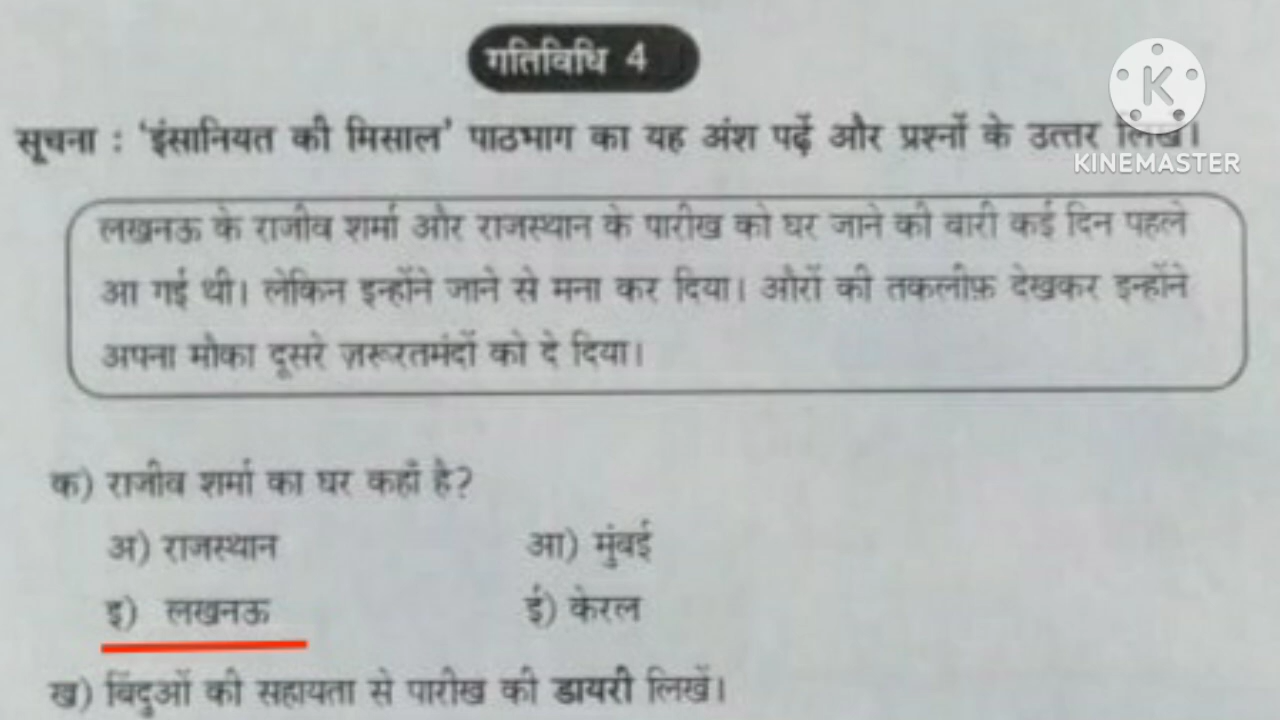 गतिविधि 4
K
KINEMASTER
सूचना : 'इंसानियत की मिसाल' पाठभाग का यह अंश पढ़ें और प्रश्नों के उत्तर लिखें।
लखनऊ के राजीव शर्मा और राजस्थान के पारीख को घर जाने की बारी कई दिन पहले
आ गई थी। लेकिन इन्होंने जाने से मना कर दिया। औरों की तकलीफ़ देखकर इन्होंने
अपना मौका दूसरे ज़रूरतमंदों को दे दिया।
क) राजीव शर्मा का घर कहाँ है?
अ) राजस्थान आ) मुंबई
इ) लखनऊ ई) केरल
ख) बिंदुओं की सहायता से पारीख की डायरी लिखें।